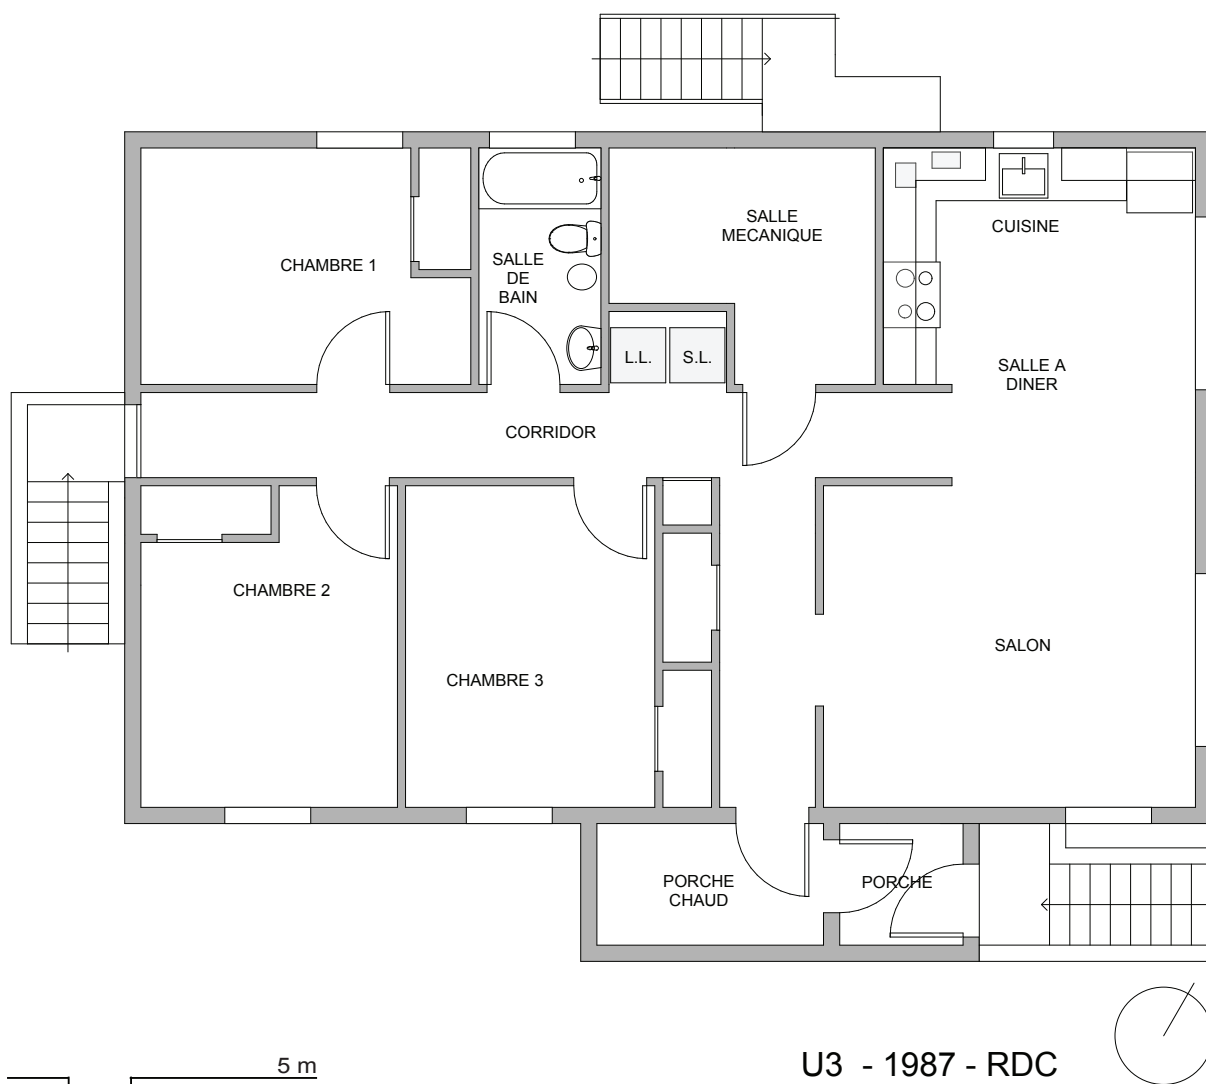 SALLE
MECANIQUE
CUISINE
CHAMBRE 1
SALLE
DE
BAIN
L.L.
S.L.
SALLE A
DINER
CORRIDOR
CHAMBRE 2
CHAMBRE 3
SALON
PORCHE
CHAUD
PORCHE
5 m
U3 - 1987 - RDC